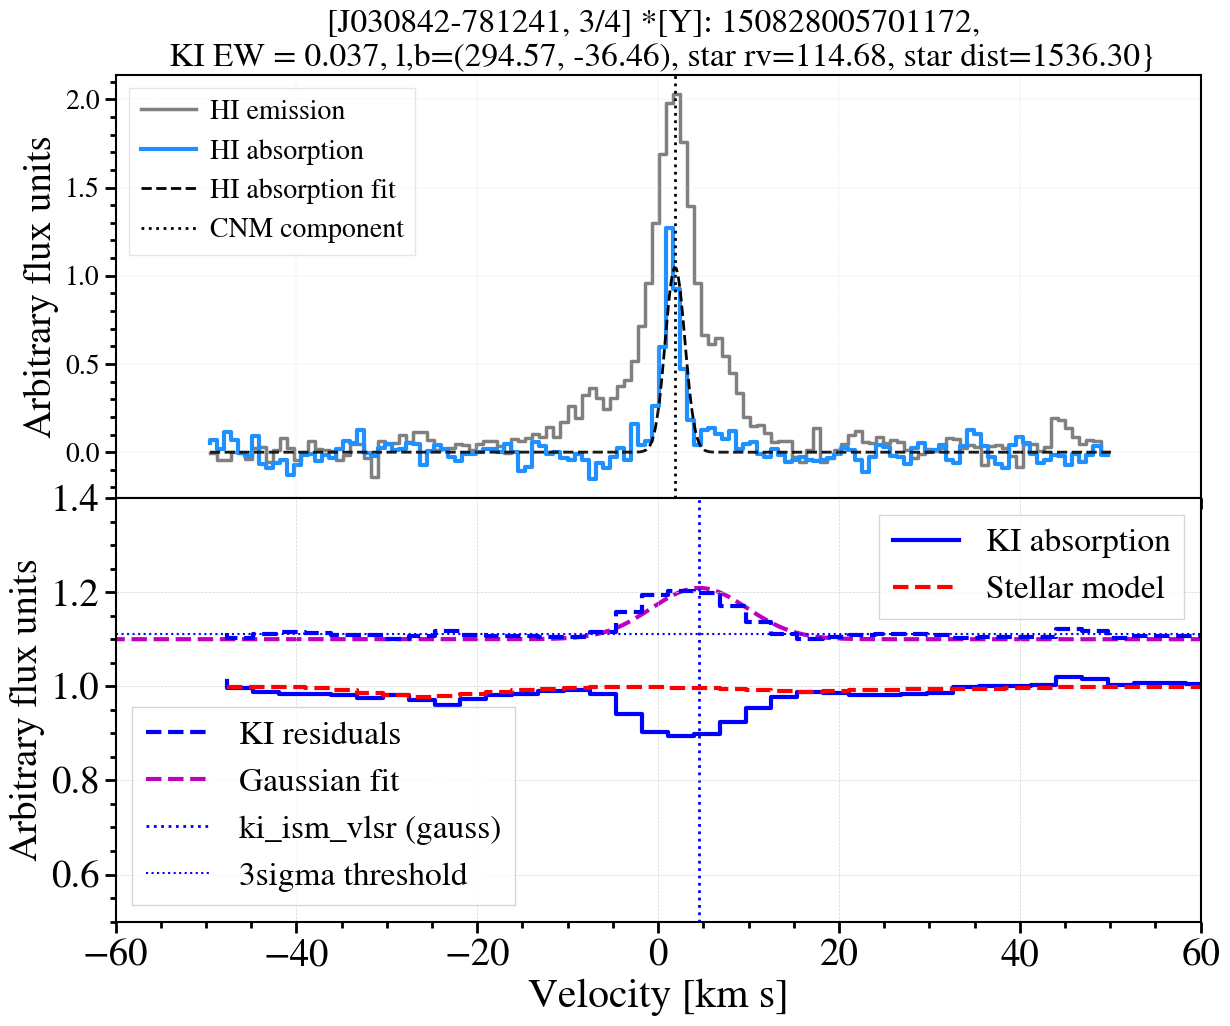 [J030842-781241, 3/4] *[Y]: 150828005701172,
KI EW = 0.037, l,b=(294.57, -36.46), star rv=114.68, star dist=1536.30}
Arbitrary flux units
2.0
1.5
1.0
0.5
0.0
HI emission
HI absorption
HI absorption fit
CNM component
Arbitrary flux units
1.4
1.2
1.0
0.8
0.6
KI absorption
Stellar model
KI residuals
Gaussian fit
ki_ism_vlsr (gauss)
3sigma threshold
−60 −40 −20 0 20 40 60
Velocity [km s]